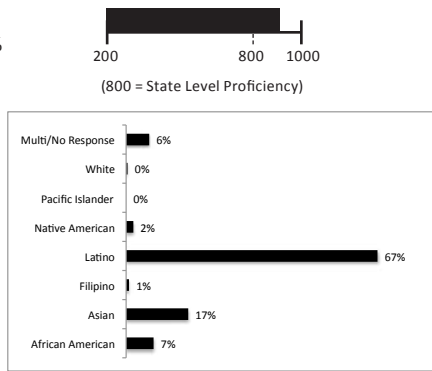 %
200 800 1000
(800 = State Level Proficiency)
Multi/No Response 6%
White 0%
Pacific Islander 0%
Native American 2%
Latino 67%
Filipino 1%
Asian 17%
African American 7%